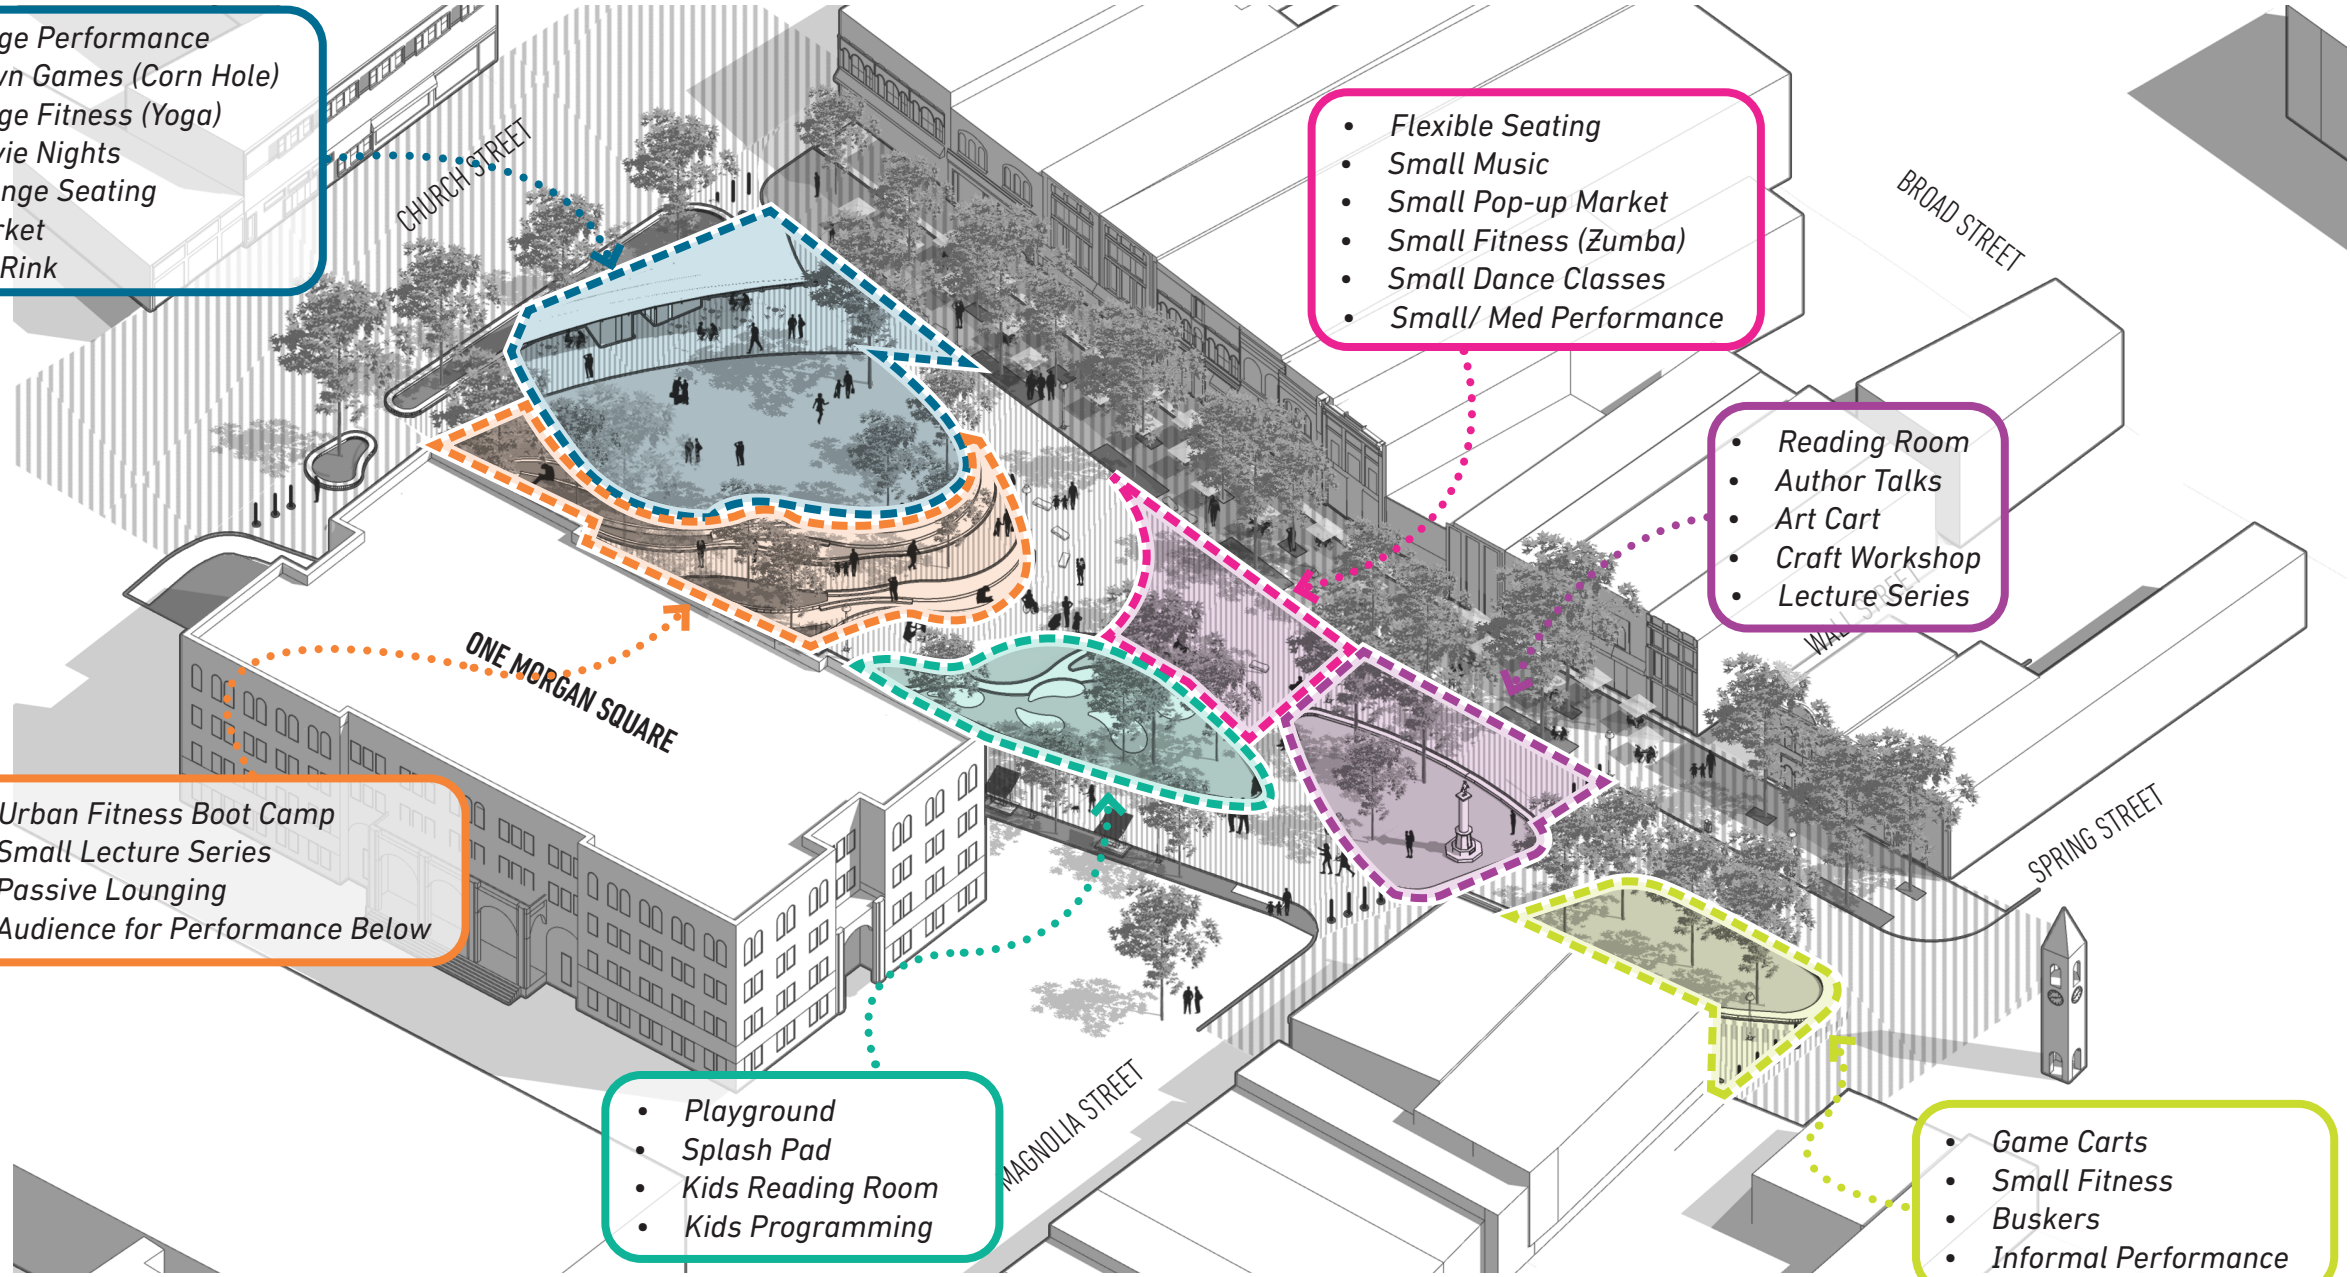 ge Performance
vn Games (Corn Hole)
ge Fitness (Yoga)
vie Nights
nge Seating
rket
Rink
CHURCH STREET
• Flexible Seating
• Small Music
• Small Pop-up Market
• Small Fitness (Zumba)
• Small Dance Classes
• Small/ Med Performance
BROAD STREET
• Reading Room
• Author Talks
• Art Cart
• Craft Workshop
• Lecture Series
WALL STREET
ONE MORGAN SQUARE
SPRING STREET
Urban Fitness Boot Camp
Small Lecture Series
Passive Lounging
Audience for Performance Below
MAGNOLIA STREET
• Playground
• Splash Pad
• Kids Reading Room
• Kids Programming
• Game Carts
• Small Fitness
• Buskers
• Informal Performance